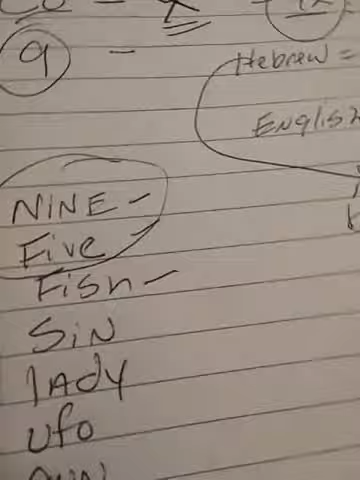 9 -
Hebrew =
English
NINE -
Five -
Fish -
SiN
lAdy
ufo